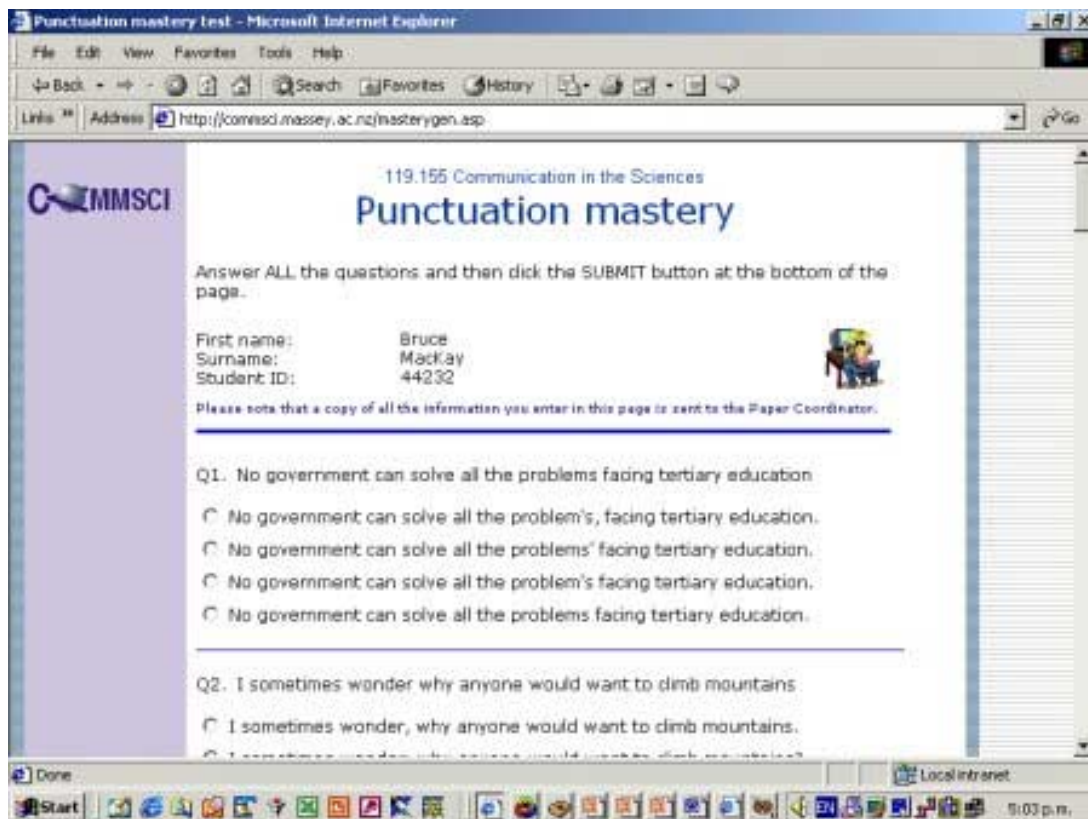 Punctuation mastery test - Microsoft Internet Explorer
File Edit View Favorites Tools Help
Back Search Favorites History
Links » Address http://commsci.massey.ac.nz/masterygen.asp Go
COMMSCI
119.155 Communication in the Sciences
Punctuation mastery
Answer ALL the questions and then click the SUBMIT button at the bottom of the
page.
First name: Bruce
Surname: MacKay
Student ID: 44232
Please note that a copy of all the information you enter in this page is sent to the Paper Coordinator.
Q1. No government can solve all the problems facing tertiary education
No government can solve all the problem's, facing tertiary education.
No government can solve all the problems' facing tertiary education.
No government can solve all the problem's facing tertiary education.
No government can solve all the problems facing tertiary education.
Q2. I sometimes wonder why anyone would want to climb mountains
I sometimes wonder, why anyone would want to climb mountains.
Done Local intranet
Start EN 5:03 p.m.